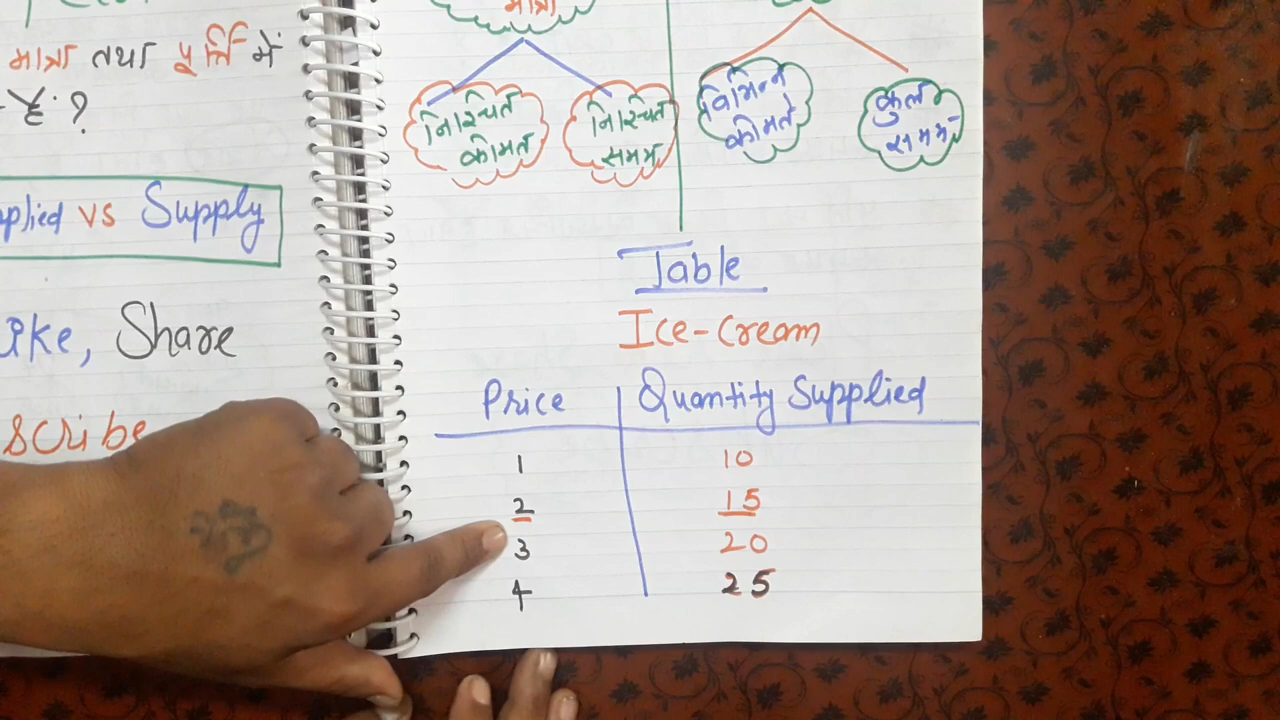 मात्रा तथा पूर्ति में
है ?
plied vs Supply
ike, Share
scribe
मात्रा
निश्चित कीमत
निश्चित समय
विभिन्न कीमतें
कुल समय
Table
Ice-Cream
Price Quantity Supplied
1 10
2 15
3 20
4 25